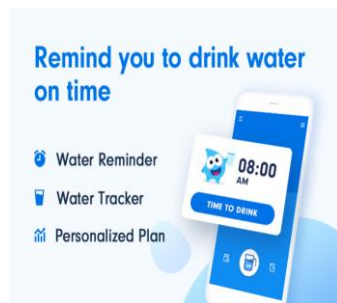 Remind you to drink water
on time
Water Reminder
Water Tracker
Personalized Plan
08:00
AM
TIME TO DRINK